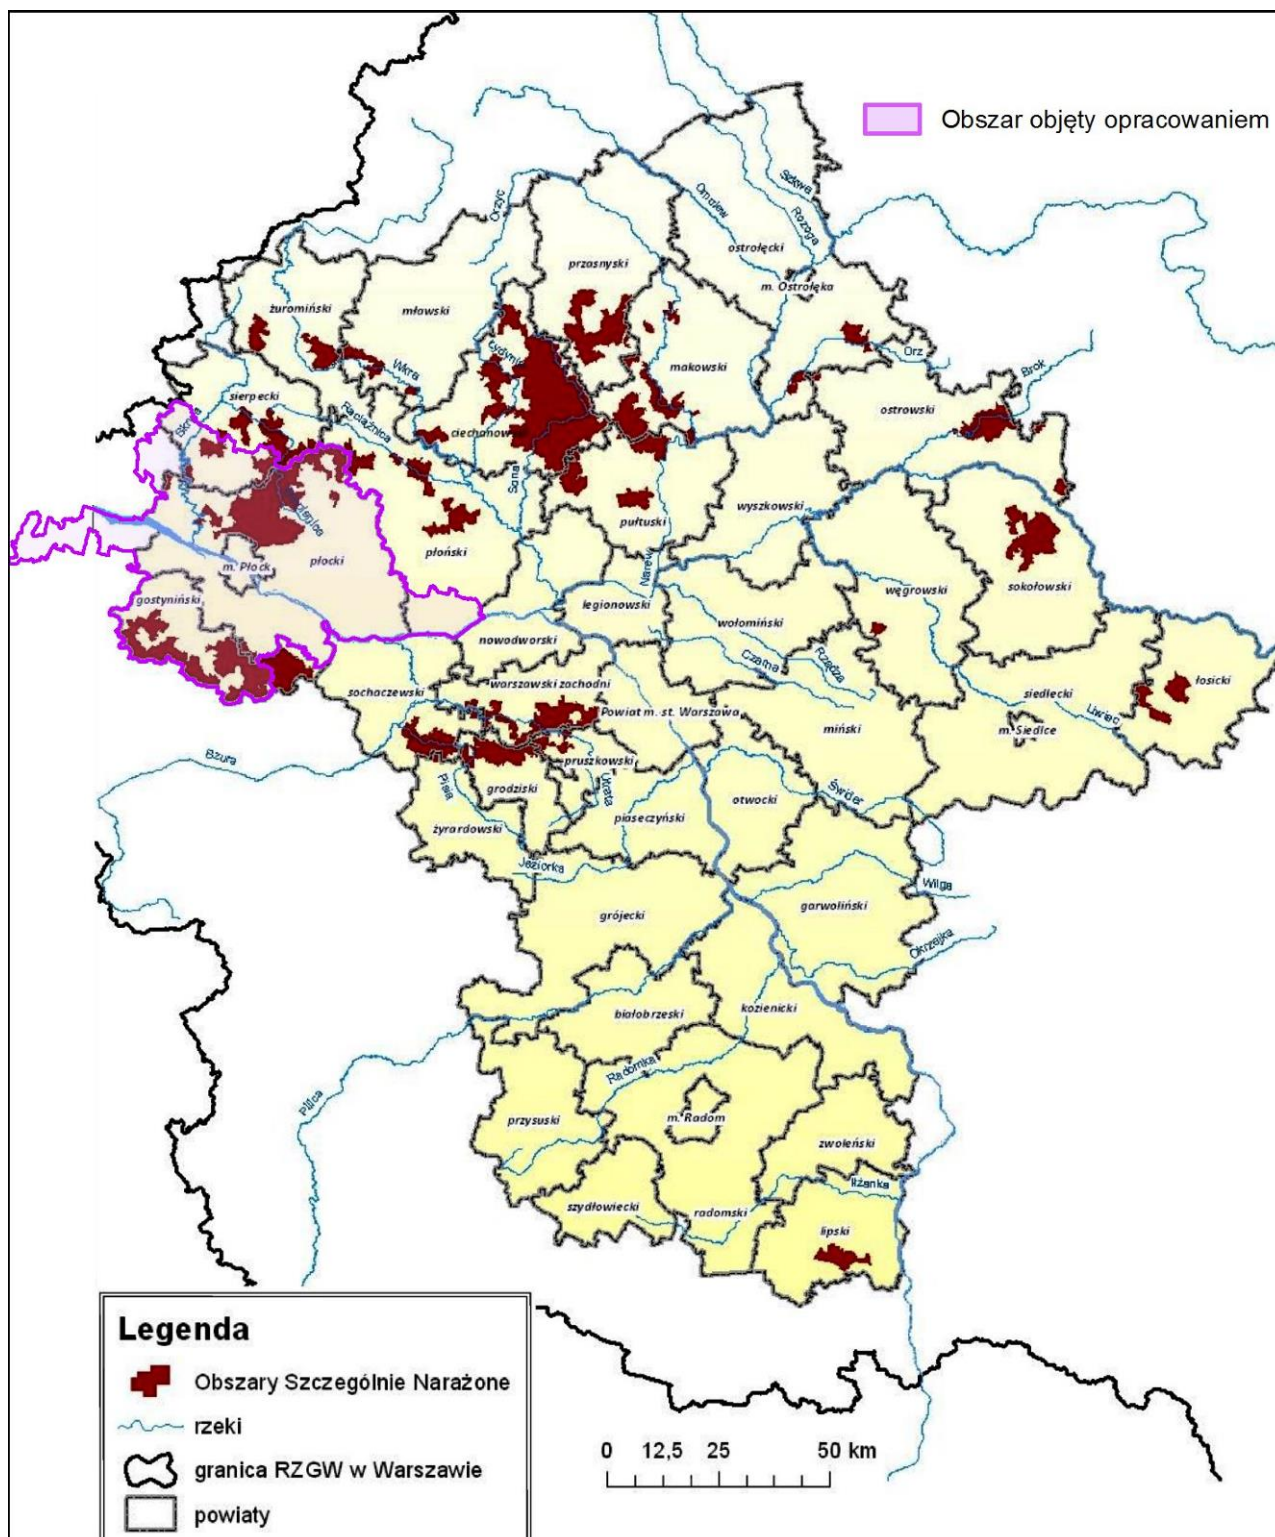 Obszar objęty opracowaniem
Szkwa
Omulew
Rozoga
Orzyc
ostrołęcki
przasnyski
m. Ostrołęka
żuromiński
mławski
Orz
Łydynia
makowski
Wkra
Brok
sierpecki
ostrowski
Raciążnica
ciechanow
Skr
Sona
pułtuski
wyszkowski
płoński
płocki
m. Płock
sokołowski
Narew
węgrowski
gostyniński
legionowski
wołomiński
nowodworski
Czarna
Rządza
łosicki
sochaczewski
warszawski zachodni
siedlecki
Powiat m. st. Warszawa
Liwiec
m. Siedlce
miński
Bzura
pruszkowski
Pisia
grodziski
Utrata
otwocki
Świder
piaseczyński
żyrardowski
Jeziorka
Wilga
garwoliński
grójecki
Okrzejka
kozienicki
białobrzeski
Radomka
Pilica
przysuski
m. Radom
zwoleński
Iłżanka
szydłowiecki
radomski
lipski
Legenda
Obszary Szczególnie Narażone
rzeki
granica RZGW w Warszawie
powiaty
0 12,5 25 50 km